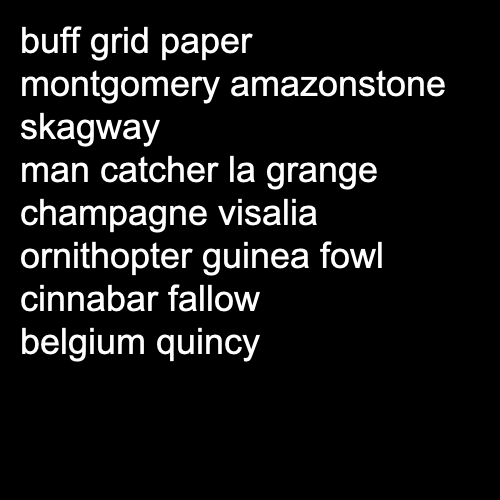 buff grid paper
montgomery amazonstone
skagway
man catcher la grange
champagne visalia
ornithopter guinea fowl
cinnabar fallow
belgium quincy